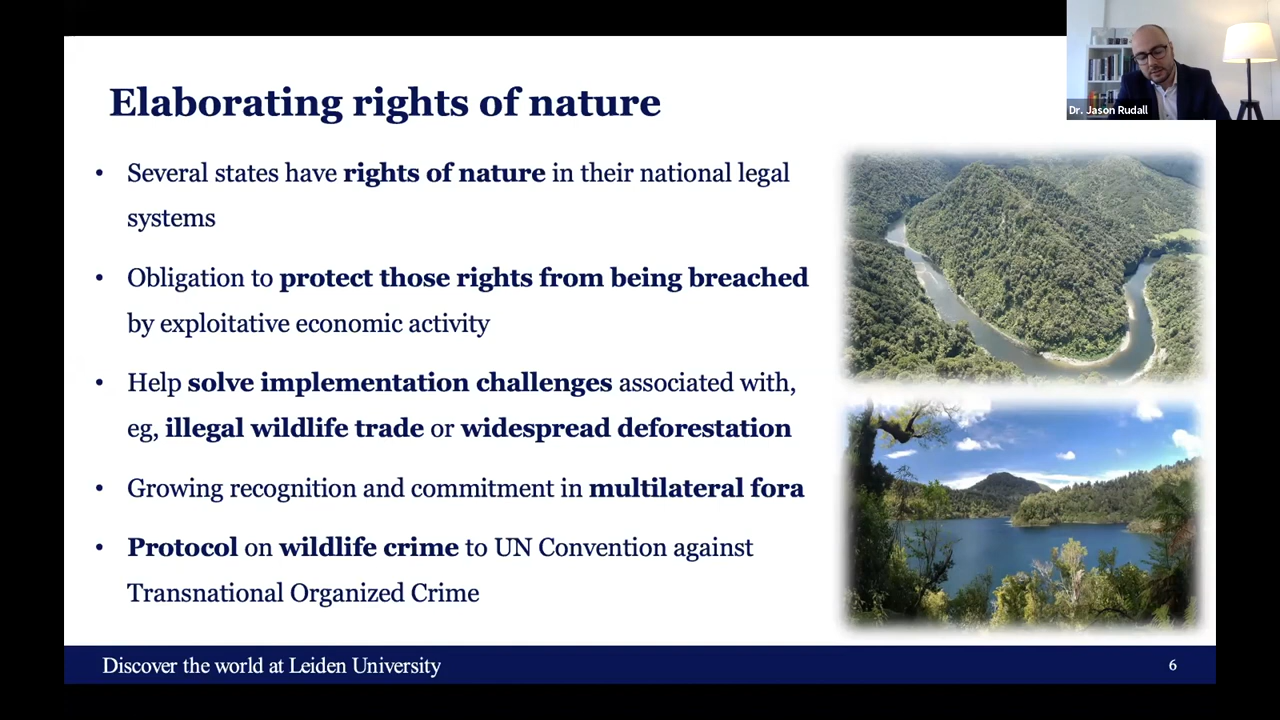 Dr. Jason Rudall
Elaborating rights of nature
• Several states have rights of nature in their national legal
systems
• Obligation to protect those rights from being breached
by exploitative economic activity
• Help solve implementation challenges associated with,
eg, illegal wildlife trade or widespread deforestation
• Growing recognition and commitment in multilateral fora
• Protocol on wildlife crime to UN Convention against
Transnational Organized Crime
Discover the world at Leiden University
6